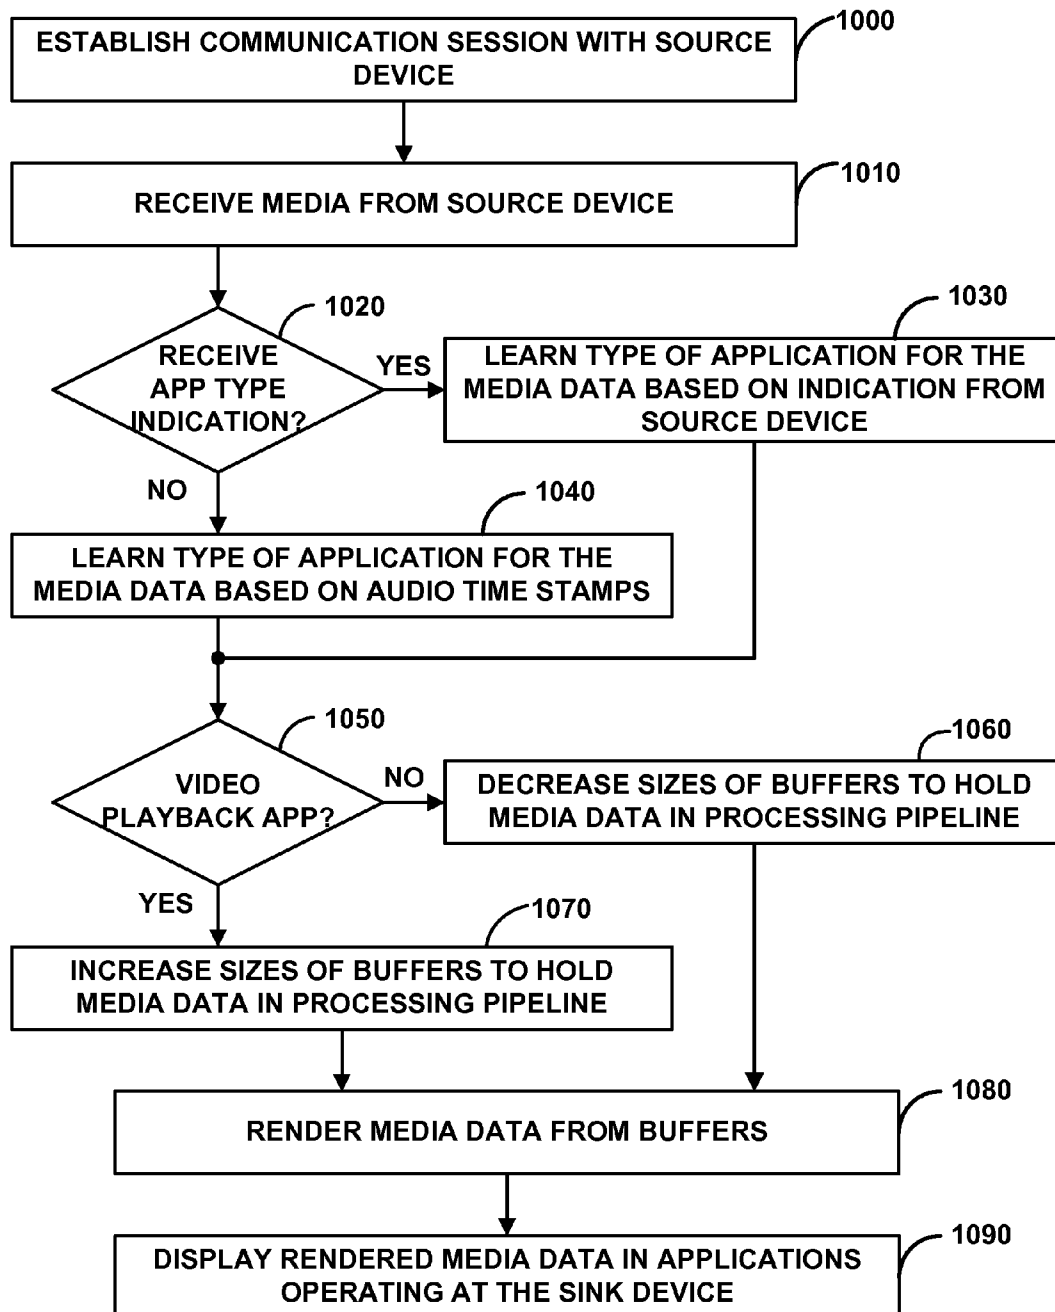 1000
ESTABLISH COMMUNICATION SESSION WITH SOURCE
DEVICE
1010
RECEIVE MEDIA FROM SOURCE DEVICE
1020
RECEIVE
APP TYPE
INDICATION?
YES
1030
LEARN TYPE OF APPLICATION FOR THE
MEDIA DATA BASED ON INDICATION FROM
SOURCE DEVICE
NO
1040
LEARN TYPE OF APPLICATION FOR THE
MEDIA DATA BASED ON AUDIO TIME STAMPS
1050
VIDEO
PLAYBACK APP?
NO
1060
DECREASE SIZES OF BUFFERS TO HOLD
MEDIA DATA IN PROCESSING PIPELINE
YES
1070
INCREASE SIZES OF BUFFERS TO HOLD
MEDIA DATA IN PROCESSING PIPELINE
1080
RENDER MEDIA DATA FROM BUFFERS
1090
DISPLAY RENDERED MEDIA DATA IN APPLICATIONS
OPERATING AT THE SINK DEVICE